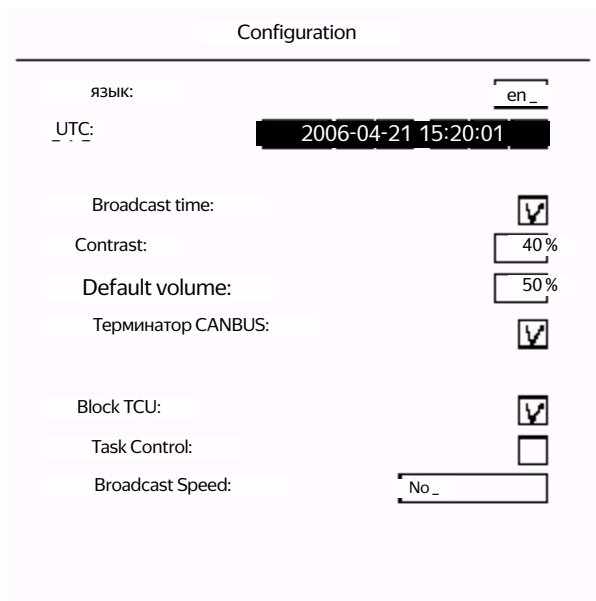 Configuration
язык: en_
UTC: 2006-04-21 15:20:01
Broadcast time:
Contrast: 40 %
Default volume: 50 %
Терминатор CANBUS:
Block TCU:
Task Control:
Broadcast Speed: No_